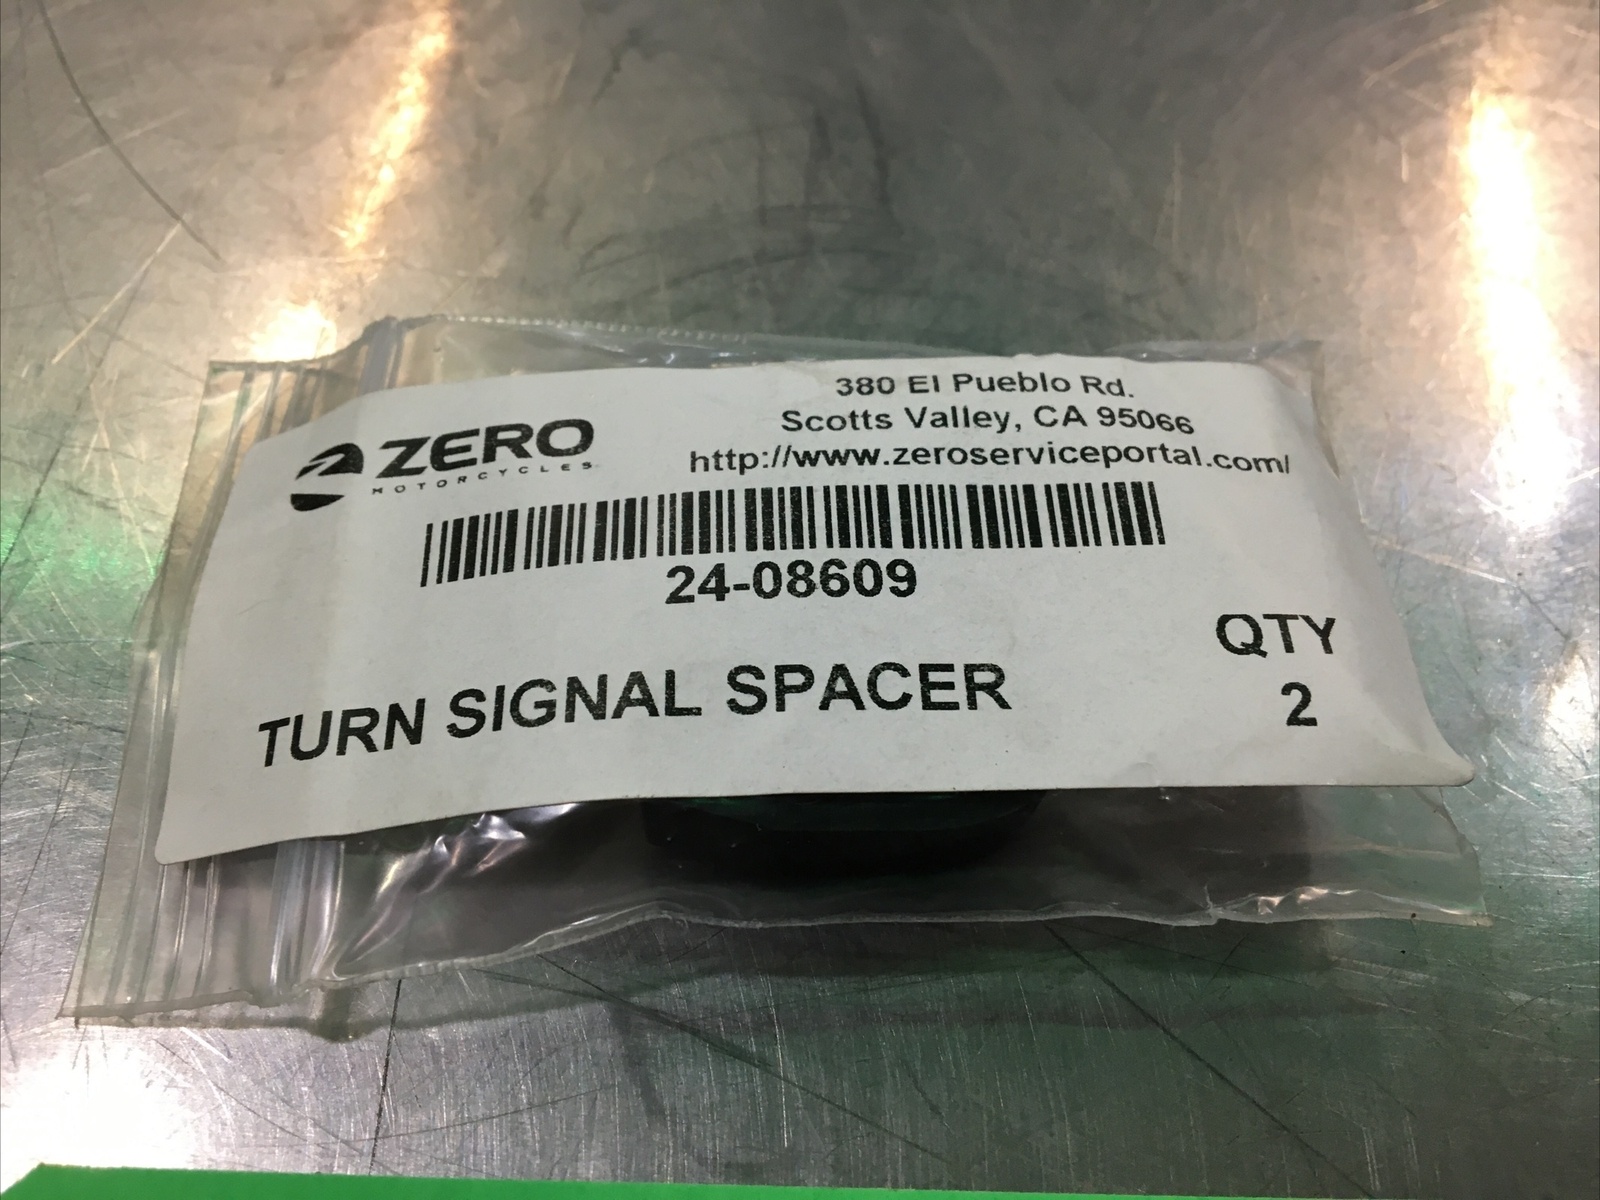 380 El Pueblo Rd.
Scotts Valley, CA 95066
http://www.zeroserviceportal.com/
ZERO
MOTORCYCLES
24-08609
TURN SIGNAL SPACER
QTY
2